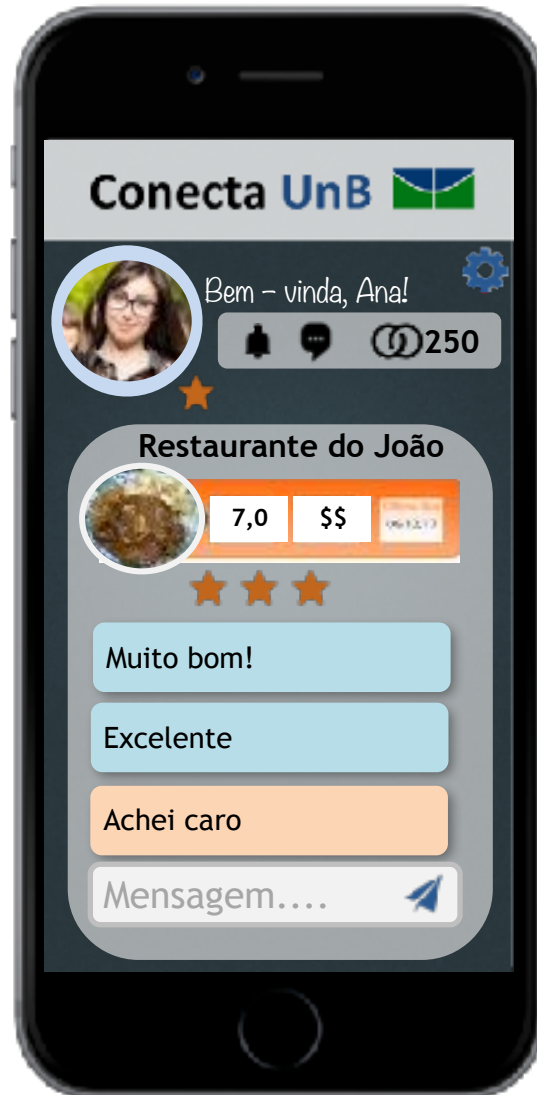 Conecta UnB
Bem – vinda, Ana!
250
Restaurante do João
7,0 $$
Muito bom!
Excelente
Achei caro
Mensagem....